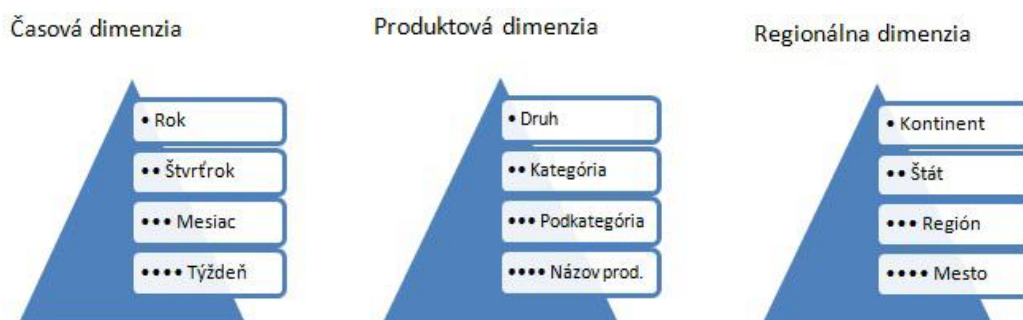 Časová dimenzia
• Rok
•• Štvrťrok
••• Mesiac
•••• Týždeň
Produktová dimenzia
• Druh
•• Kategória
••• Podkategória
•••• Názov prod.
Regionálna dimenzia
• Kontinent
•• Štát
••• Región
•••• Mesto